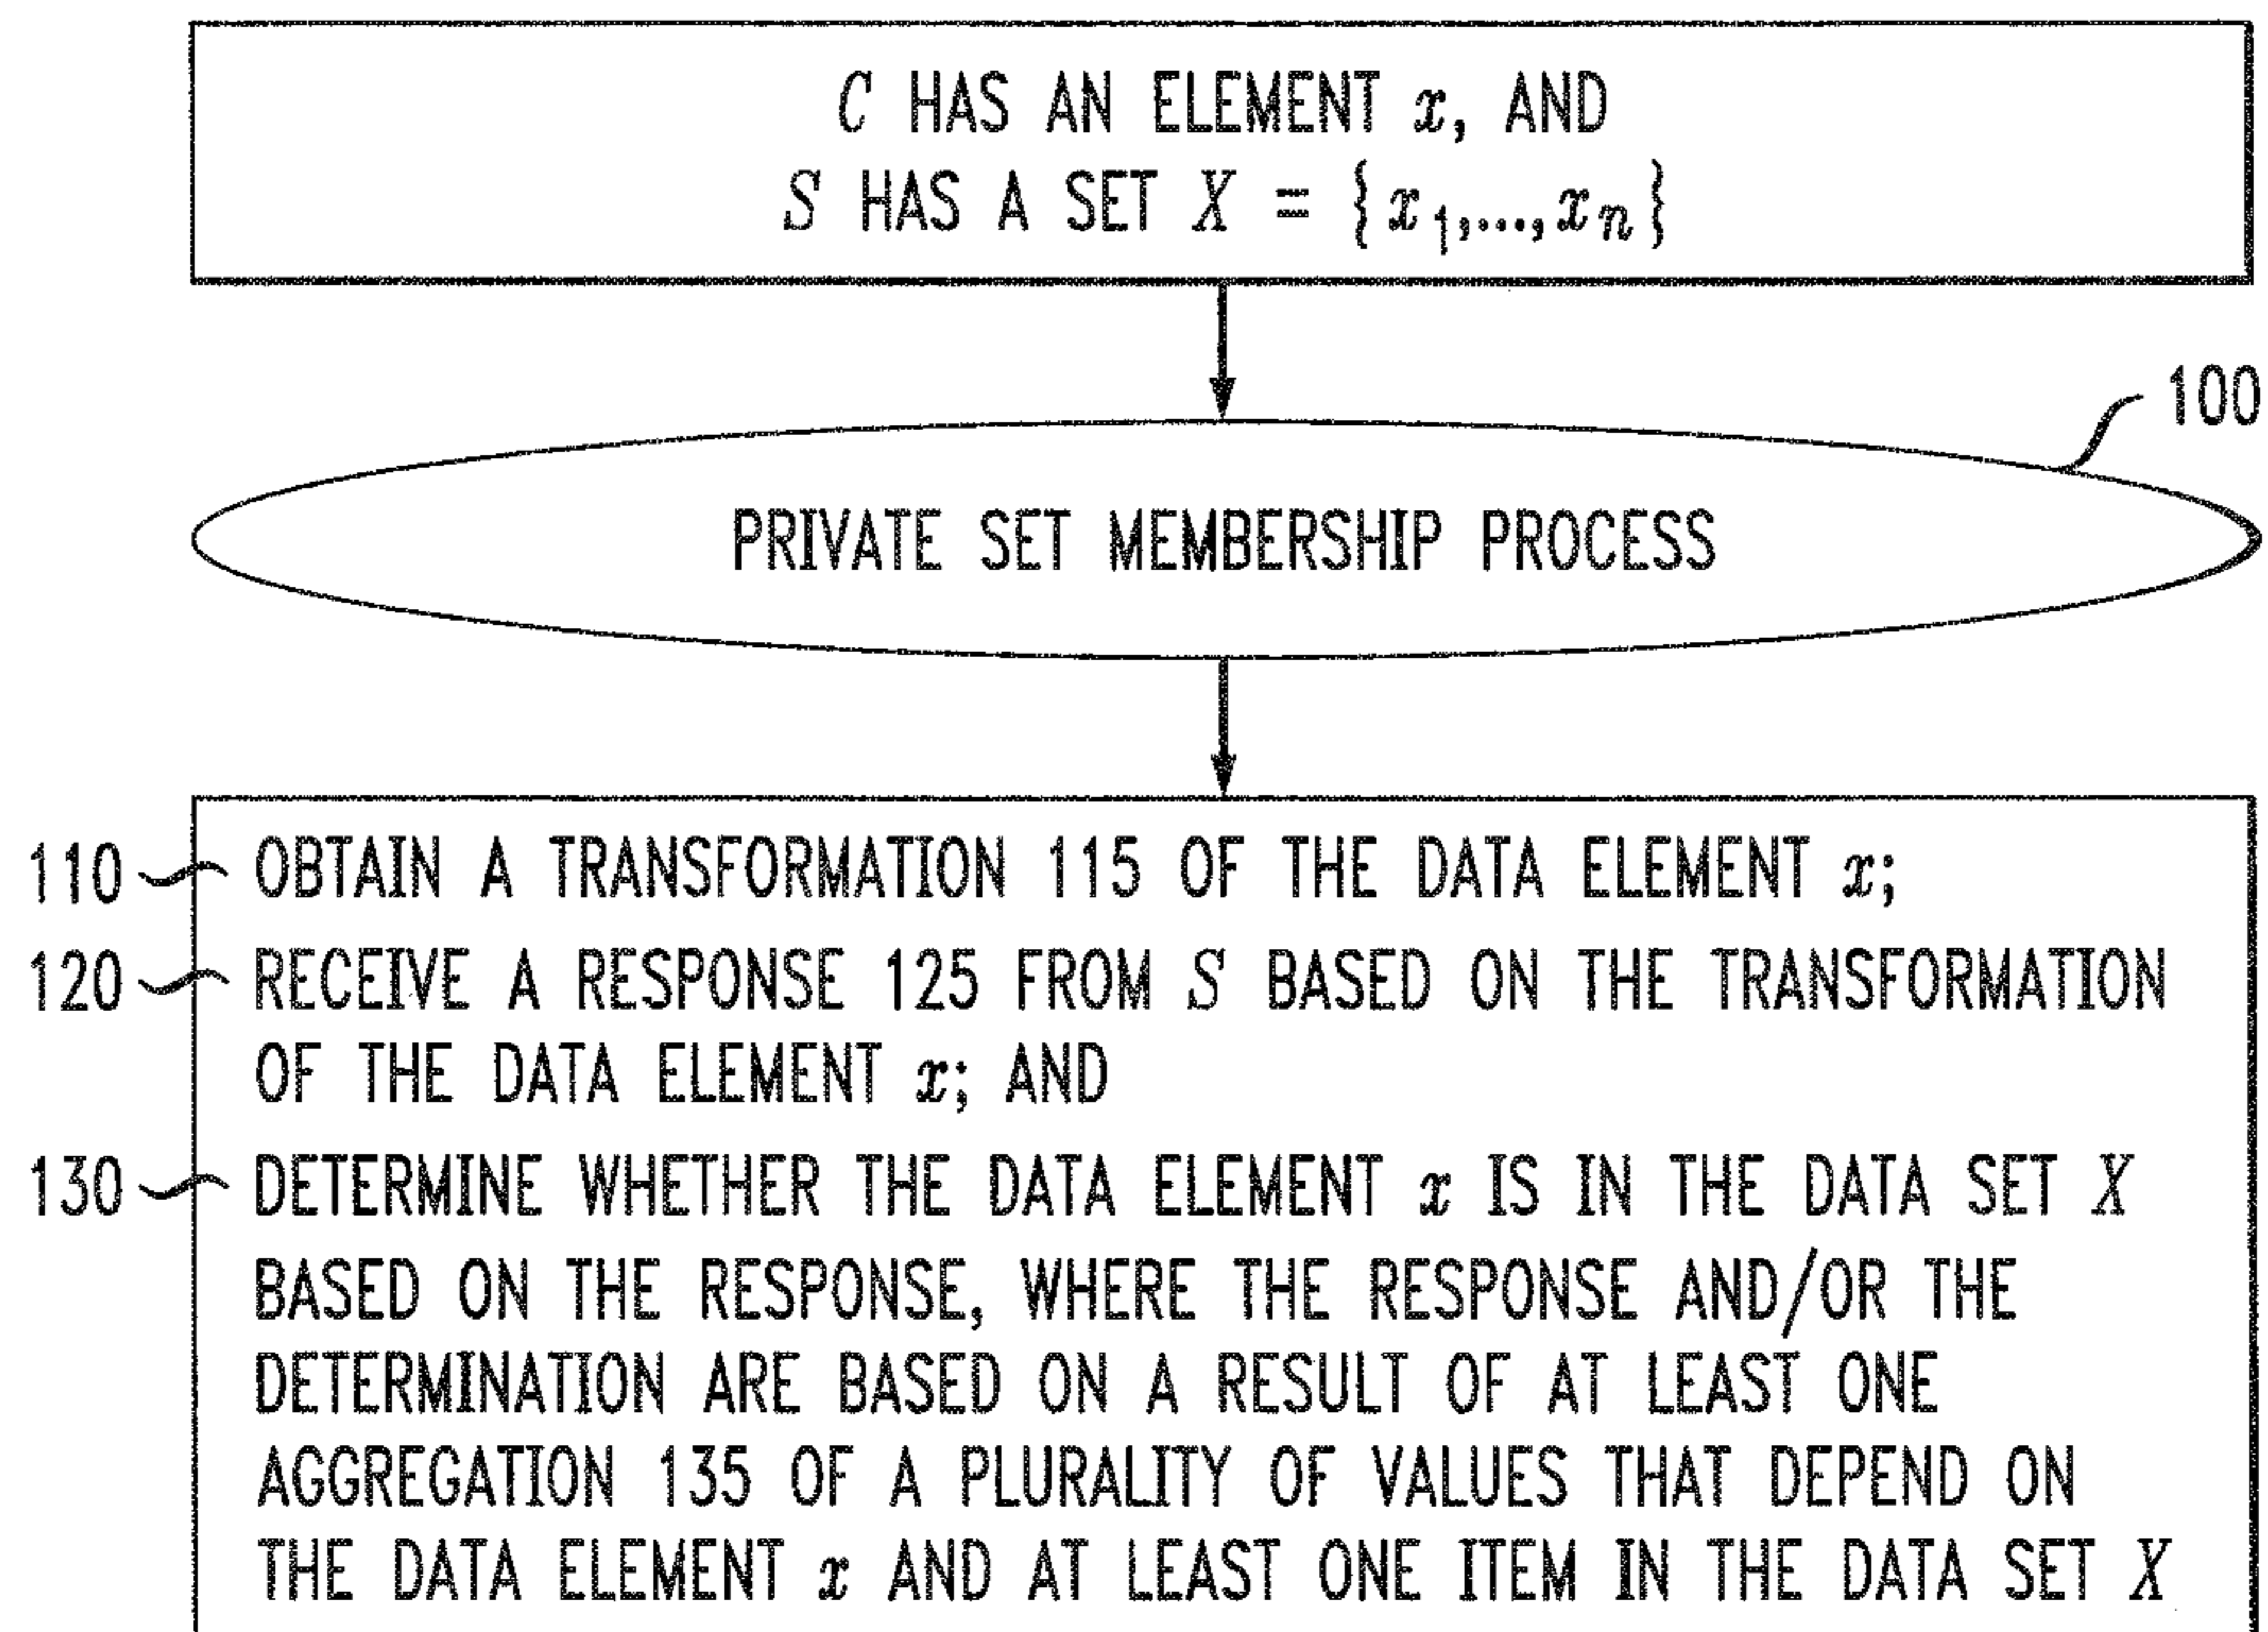 C HAS AN ELEMENT x, AND
S HAS A SET X = {x₁,...,xₙ}
100
PRIVATE SET MEMBERSHIP PROCESS
110 OBTAIN A TRANSFORMATION 115 OF THE DATA ELEMENT x;
120 RECEIVE A RESPONSE 125 FROM S BASED ON THE TRANSFORMATION
OF THE DATA ELEMENT x; AND
130 DETERMINE WHETHER THE DATA ELEMENT x IS IN THE DATA SET X
BASED ON THE RESPONSE, WHERE THE RESPONSE AND/OR THE
DETERMINATION ARE BASED ON A RESULT OF AT LEAST ONE
AGGREGATION 135 OF A PLURALITY OF VALUES THAT DEPEND ON
THE DATA ELEMENT x AND AT LEAST ONE ITEM IN THE DATA SET X